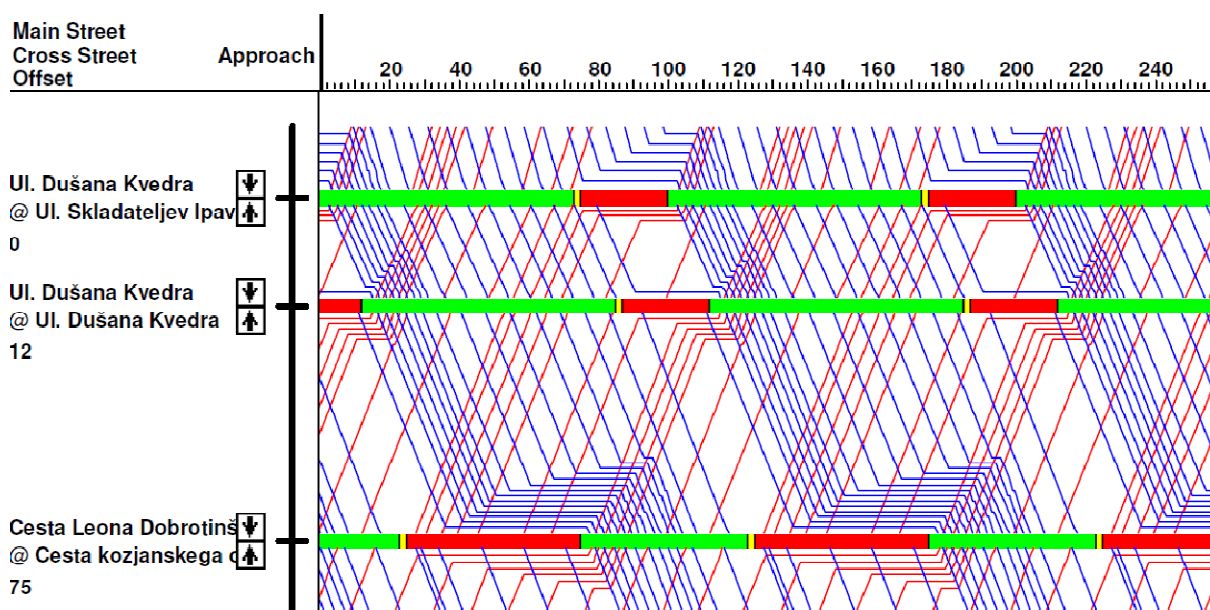 Main Street
Cross Street Approach
Offset
20 40 60 80 100 120 140 160 180 200 220 240
Ul. Dušana Kvedra
@ Ul. Skladateljev Ipav
0
Ul. Dušana Kvedra
@ Ul. Dušana Kvedra
12
Cesta Leona Dobrotinš
@ Cesta kozjanskega o
75